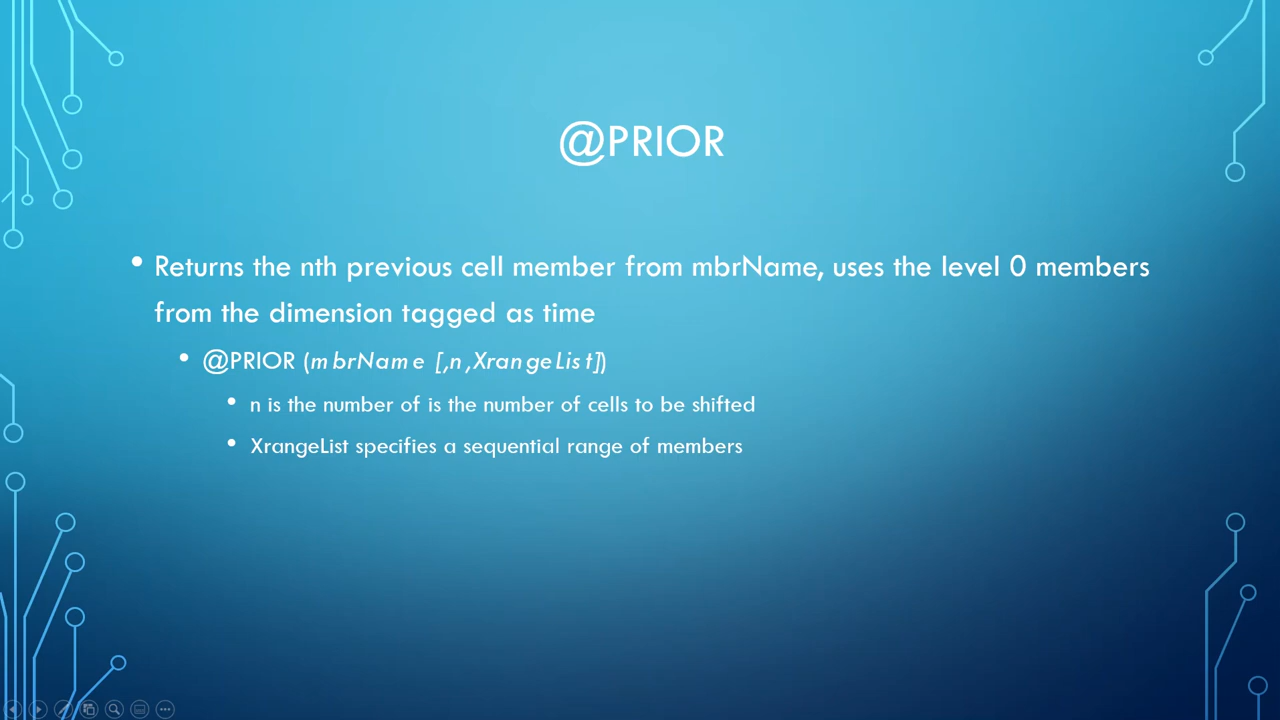 @PRIOR
• Returns the nth previous cell member from mbrName, uses the level 0 members
from the dimension tagged as time
• @PRIOR (mbrName [,n,XrangeList])
• n is the number of is the number of cells to be shifted
• XrangeList specifies a sequential range of members